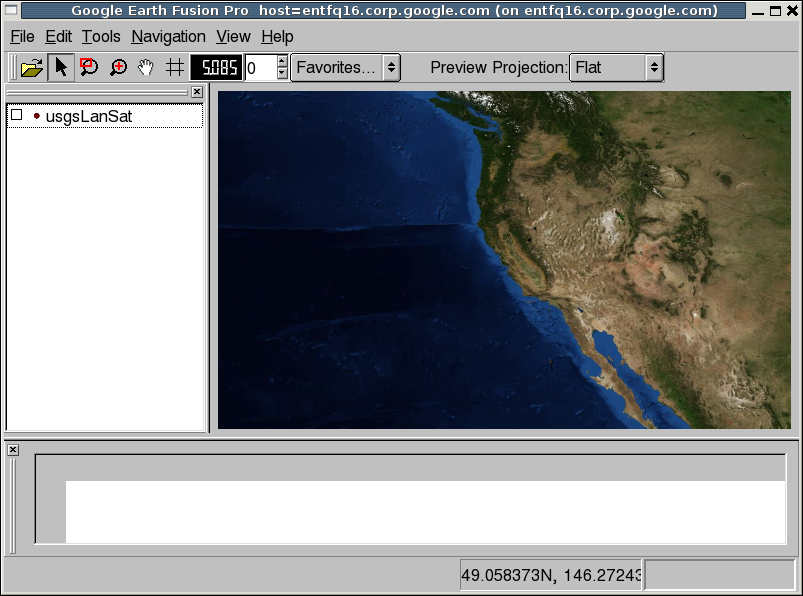 Google Earth Fusion Pro host=entfq16.corp.google.com (on entfq16.corp.google.com)
File Edit Tools Navigation View Help
5.085 0 Favorites... Preview Projection: Flat
usgsLanSat
49.058373N, 146.27243